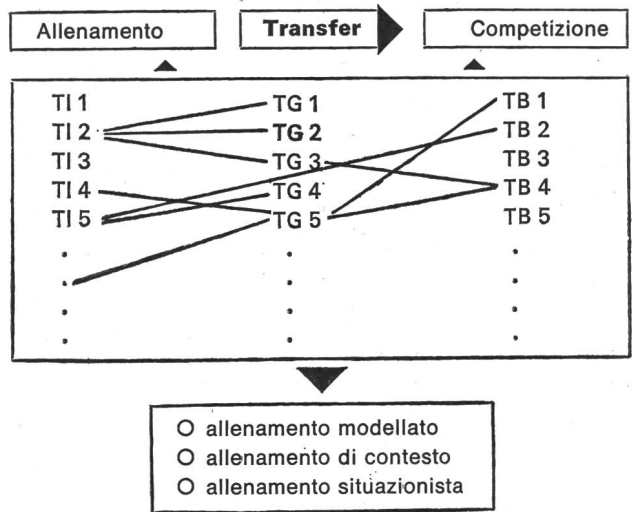 Allenamento Transfer Competizione
TI 1 TG 1 TB 1
TI 2 TG 2 TB 2
TI 3 TG 3 TB 3
TI 4 TG 4 TB 4
TI 5 TG 5 TB 5
allenamento modellato
allenamento di contesto
allenamento situazionista